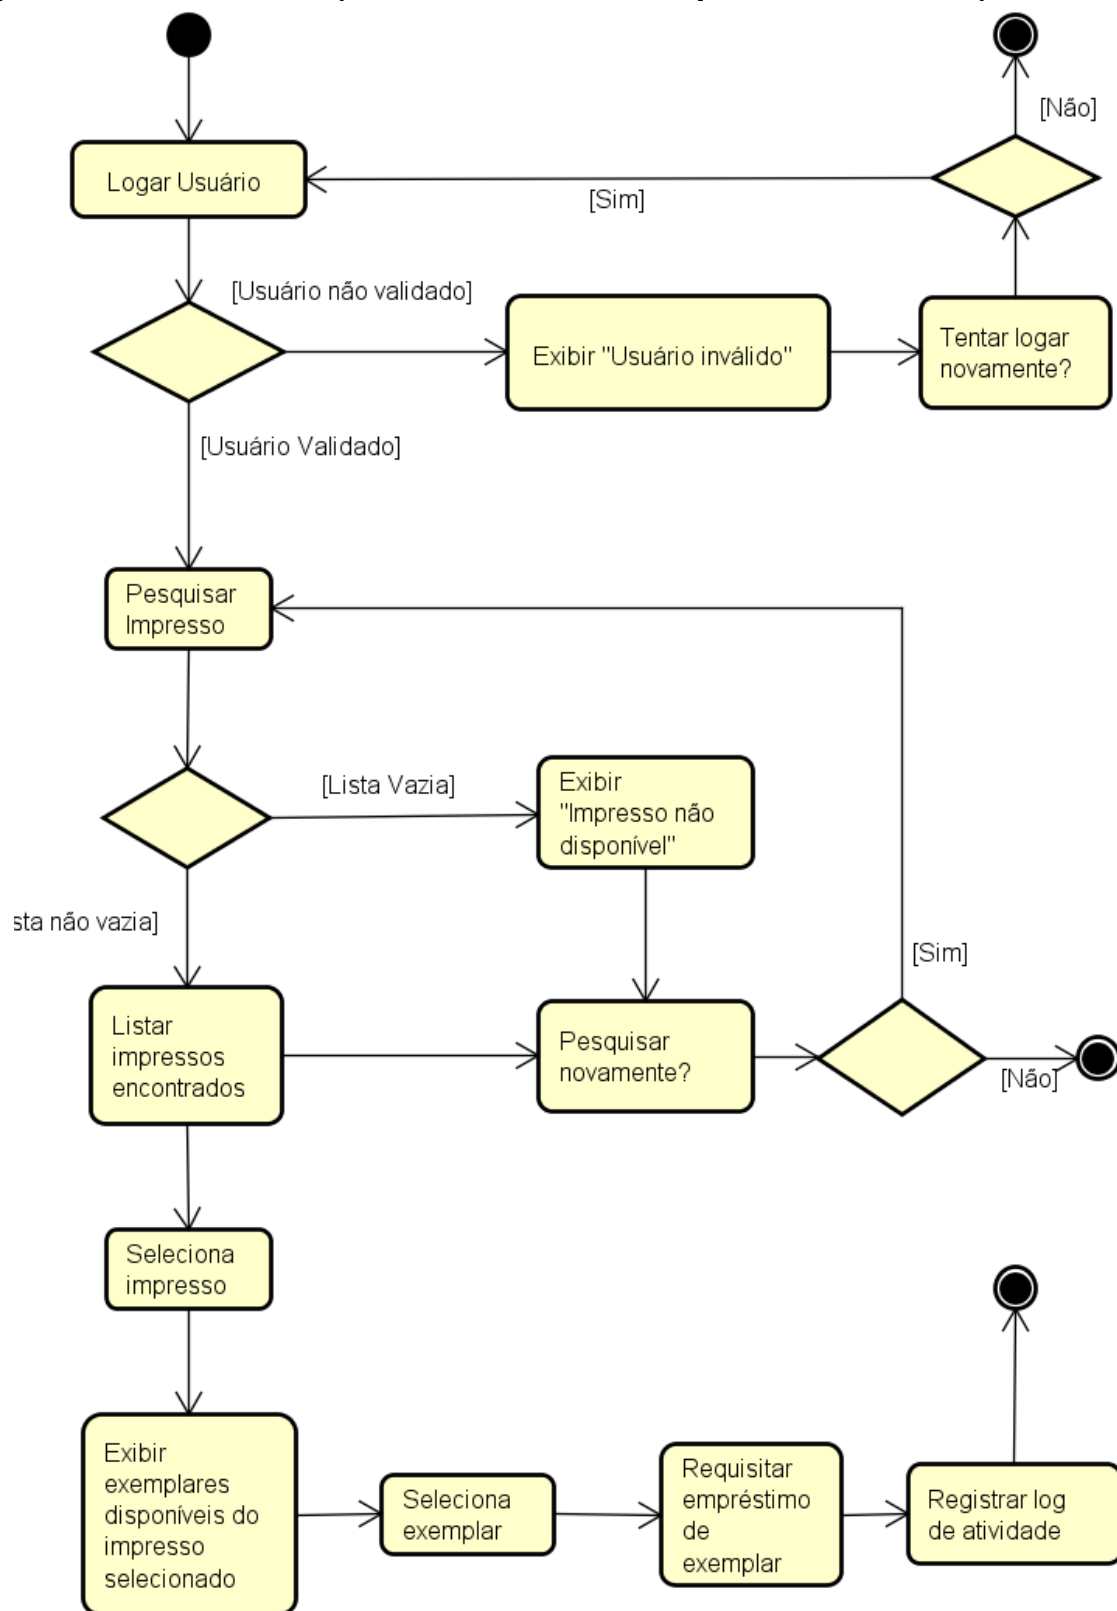 [Não]
Logar Usuário
[Sim]
[Usuário não validado]
Exibir "Usuário inválido"
Tentar logar
novamente?
[Usuário Validado]
Pesquisar
Impresso
[Lista Vazia]
Exibir
"Impresso não
disponível"
sta não vazia]
[Sim]
Listar
impressos
encontrados
Pesquisar
novamente?
[Não]
Seleciona
impresso
Exibir
exemplares
disponíveis do
impresso
selecionado
Seleciona
exemplar
Requisitar
empréstimo
de
exemplar
Registrar log
de atividade